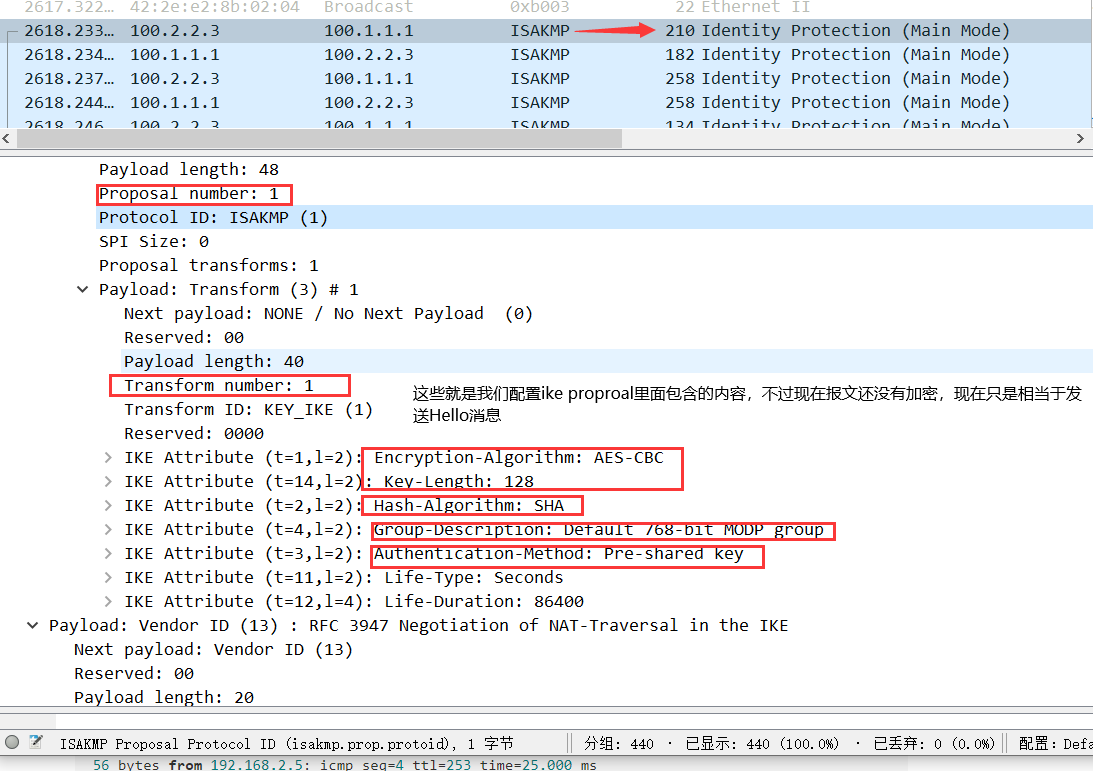 2617.322… 42:2e:e2:8b:02:04 Broadcast 0xb003 22 Ethernet II
2618.233… 100.2.2.3 100.1.1.1 ISAKMP 210 Identity Protection (Main Mode)
2618.234… 100.1.1.1 100.2.2.3 ISAKMP 182 Identity Protection (Main Mode)
2618.237… 100.2.2.3 100.1.1.1 ISAKMP 258 Identity Protection (Main Mode)
2618.244… 100.1.1.1 100.2.2.3 ISAKMP 258 Identity Protection (Main Mode)
2618.246… 100.2.2.3 100.1.1.1 ISAKMP 134 Identity Protection (Main Mode)
Payload length: 48
Proposal number: 1
Protocol ID: ISAKMP (1)
SPI Size: 0
Proposal transforms: 1
Payload: Transform (3) # 1
Next payload: NONE / No Next Payload (0)
Reserved: 00
Payload length: 40
Transform number: 1
这些就是我们配置ike proproal里面包含的内容，不过现在报文还没有加密，现在只是相当于发
送Hello消息
Transform ID: KEY_IKE (1)
Reserved: 0000
IKE Attribute (t=1,l=2): Encryption-Algorithm: AES-CBC
IKE Attribute (t=14,l=2): Key-Length: 128
IKE Attribute (t=2,l=2): Hash-Algorithm: SHA
IKE Attribute (t=4,l=2): Group-Description: Default 768-bit MODP group
IKE Attribute (t=3,l=2): Authentication-Method: Pre-shared key
IKE Attribute (t=11,l=2): Life-Type: Seconds
IKE Attribute (t=12,l=4): Life-Duration: 86400
Payload: Vendor ID (13) : RFC 3947 Negotiation of NAT-Traversal in the IKE
Next payload: Vendor ID (13)
Reserved: 00
Payload length: 20
ISAKMP Proposal Protocol ID (isakmp.prop.protoid), 1 字节 分组: 440 · 已显示: 440 (100.0%) · 已丢弃: 0 (0.0%) 配置: Defa
56 bytes from 192.168.2.5: icmp_seq=4 ttl=253 time=25.000 ms